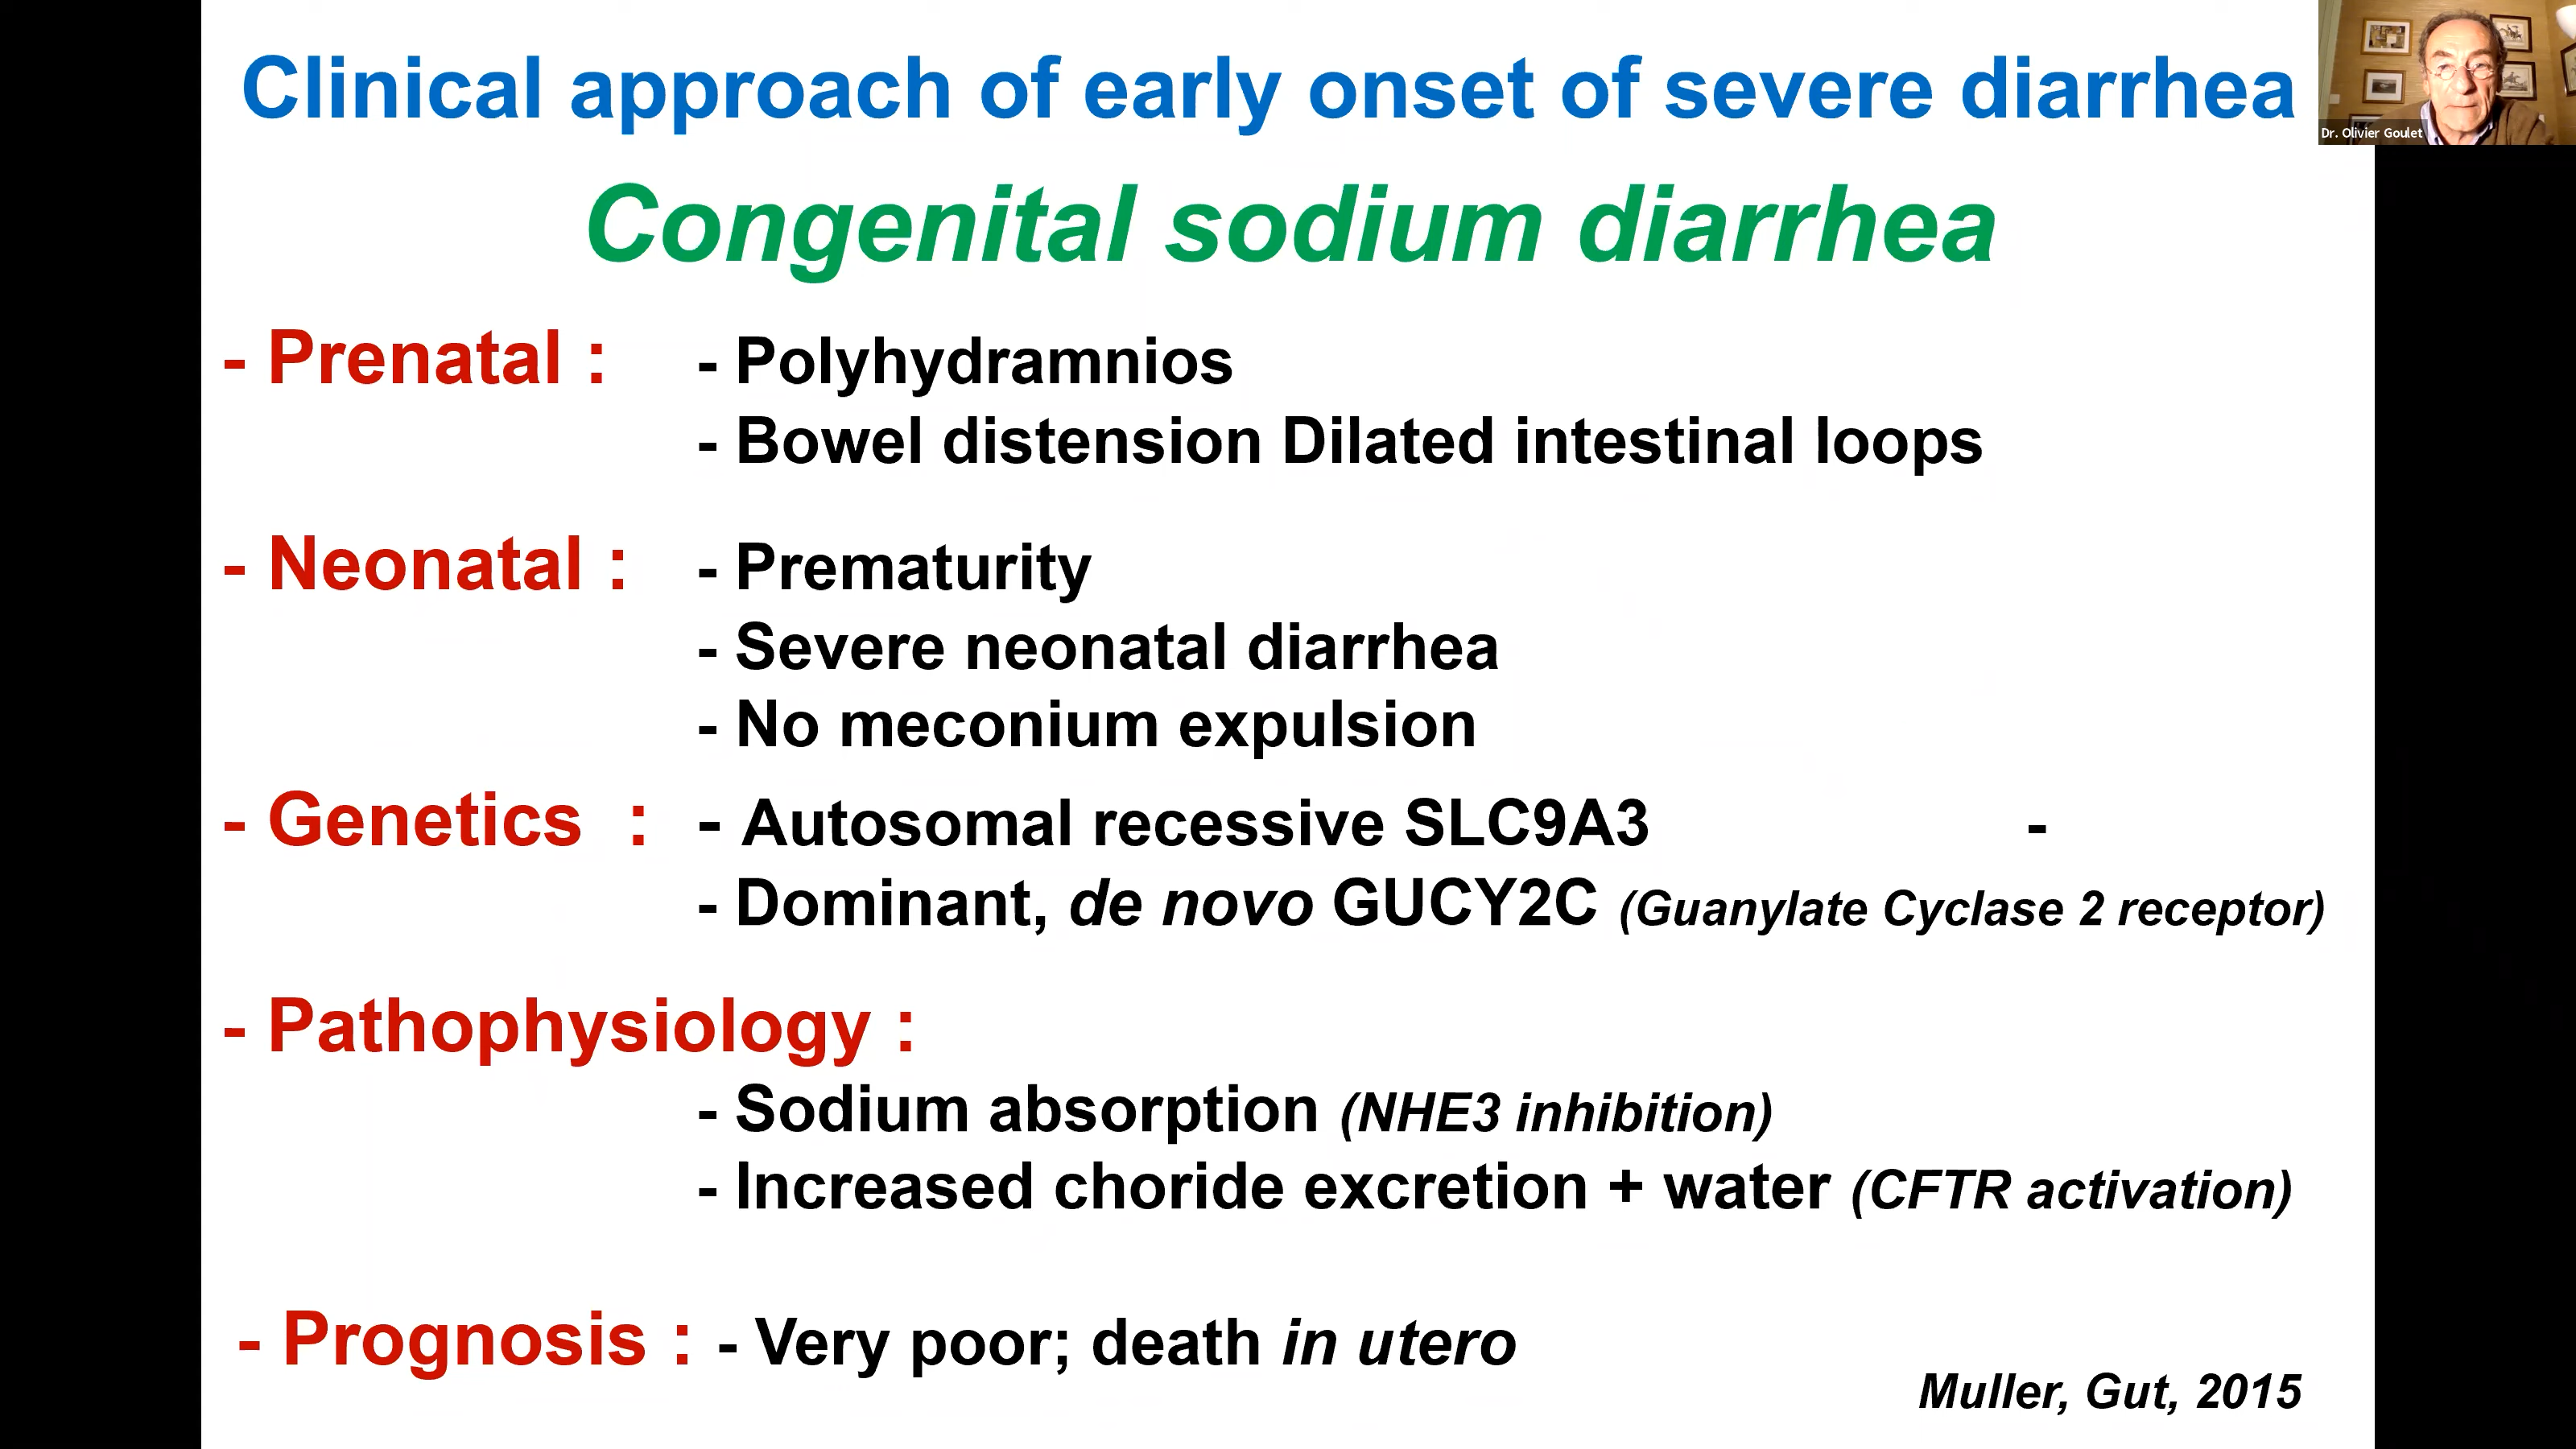 Clinical approach of early onset of severe diarrhea
Dr. Olivier Goulet
Congenital sodium diarrhea
- Prenatal : - Polyhydramnios
- Bowel distension Dilated intestinal loops
- Neonatal : - Prematurity
- Severe neonatal diarrhea
- No meconium expulsion
- Genetics : - Autosomal recessive SLC9A3 -
- Dominant, de novo GUCY2C (Guanylate Cyclase 2 receptor)
- Pathophysiology :
- Sodium absorption (NHE3 inhibition)
- Increased choride excretion + water (CFTR activation)
- Prognosis : - Very poor; death in utero
Muller, Gut, 2015